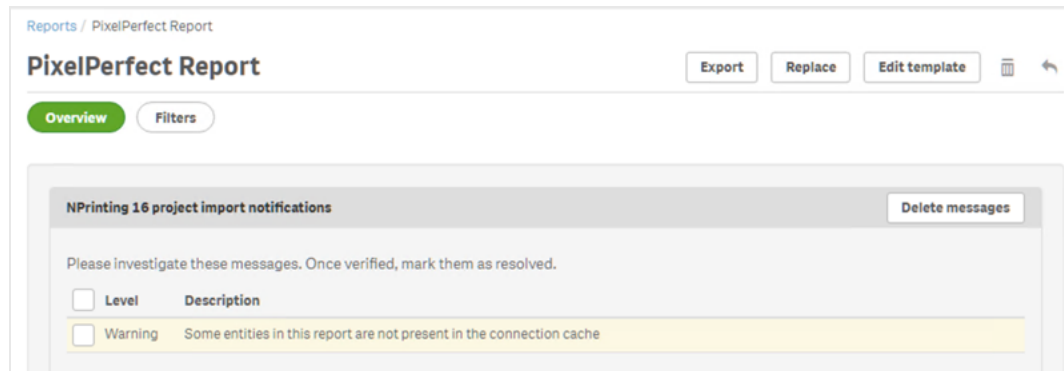 Reports / PixelPerfect Report
PixelPerfect Report
Export
Replace
Edit template
Overview
Filters
NPrinting 16 project import notifications
Delete messages
Please investigate these messages. Once verified, mark them as resolved.
Level Description
Warning Some entities in this report are not present in the connection cache